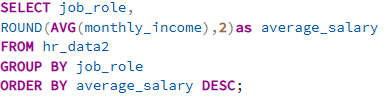 SELECT job_role,
ROUND(AVG(monthly_income),2)as average_salary
FROM hr_data2
GROUP BY job_role
ORDER BY average_salary DESC;